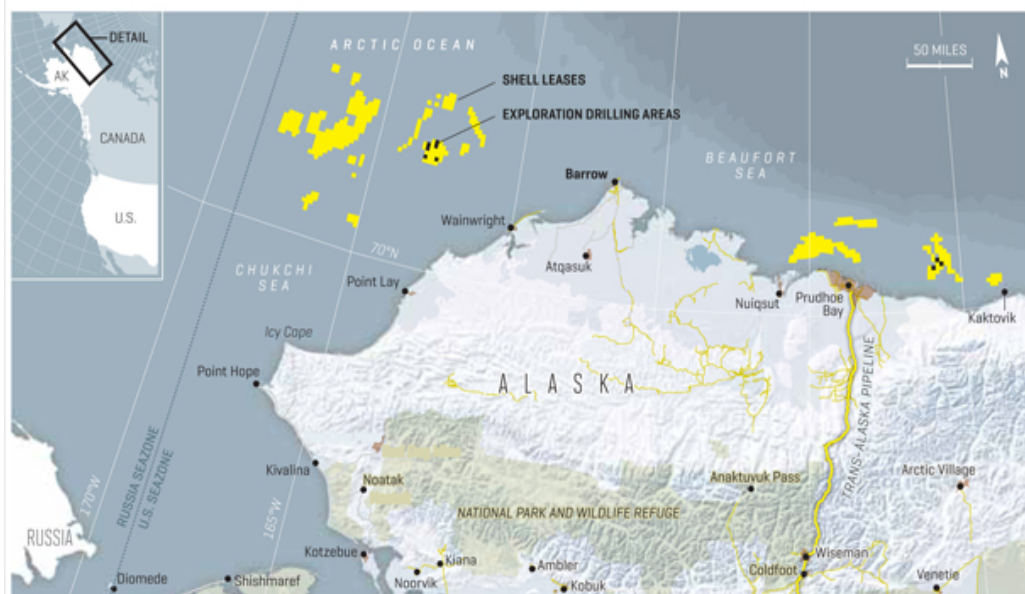 DETAIL
AK
CANADA
U.S.
ARCTIC OCEAN
50 MILES
N
SHELL LEASES
EXPLORATION DRILLING AREAS
BEAUFORT
SEA
Barrow
Wainwright
70°N
Atqasuk
CHUKCHI
SEA
Point Lay
Nuiqsut
Prudhoe
Bay
Kaktovik
Icy Cape
Point Hope
ALASKA
TRANS-ALASKA PIPELINE
RUSSIA SEAZONE
U.S. SEAZONE
170°W
165°W
Kivalina
Noatak
Anaktuvuk Pass
Arctic Village
NATIONAL PARK AND WILDLIFE REFUGE
RUSSIA
Kotzebue
Kiana
Wiseman
Diomede
Shishmaref
Noorvik
Ambler
Kobuk
Coldfoot
Venetie